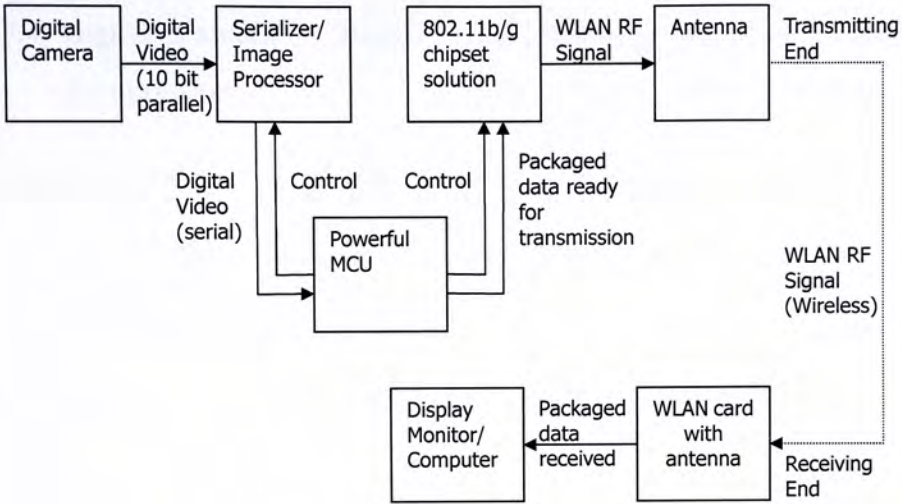 Digital
Camera
Digital
Video
(10 bit
parallel)
Serializer/
Image
Processor
802.11b/g
chipset
solution
WLAN RF
Signal
Antenna
Transmitting
End
Digital
Video
(serial)
Control
Control
Packaged
data ready
for
transmission
Powerful
MCU
WLAN RF
Signal
(Wireless)
Display
Monitor/
Computer
Packaged
data
received
WLAN card
with
antenna
Receiving
End